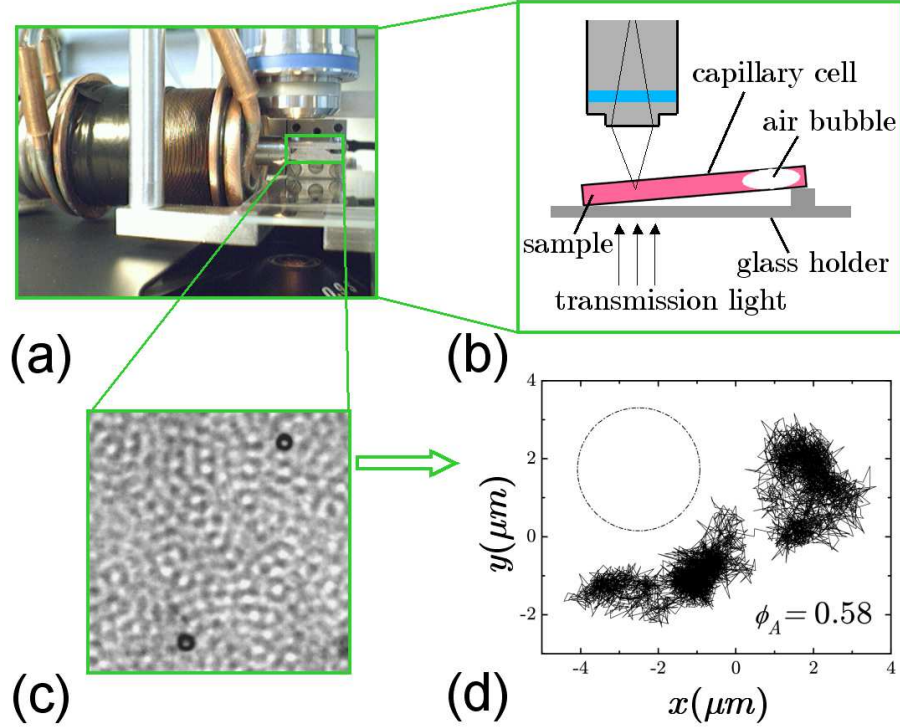 capillary cell
air bubble
sample
glass holder
transmission light
(a)
(b)
4
2
0
-2
-4
-2
0
2
4
y(μm)
x(μm)
ϕ_A = 0.58
(c)
(d)